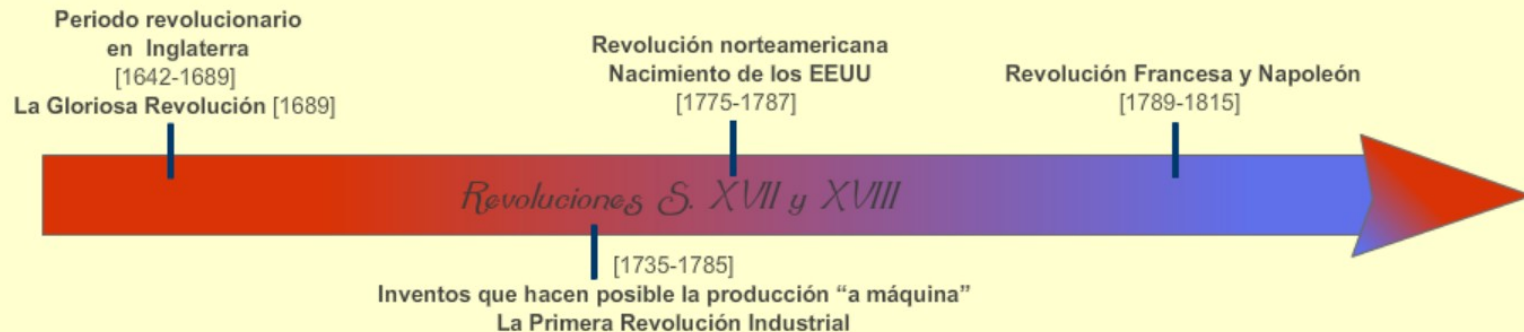 Periodo revolucionario
en Inglaterra
[1642-1689]
La Gloriosa Revolución [1689]
Revolución norteamericana
Nacimiento de los EEUU
[1775-1787]
Revolución Francesa y Napoleón
[1789-1815]
Revoluciones S. XVII y XVIII
[1735-1785]
Inventos que hacen posible la producción “a máquina”
La Primera Revolución Industrial